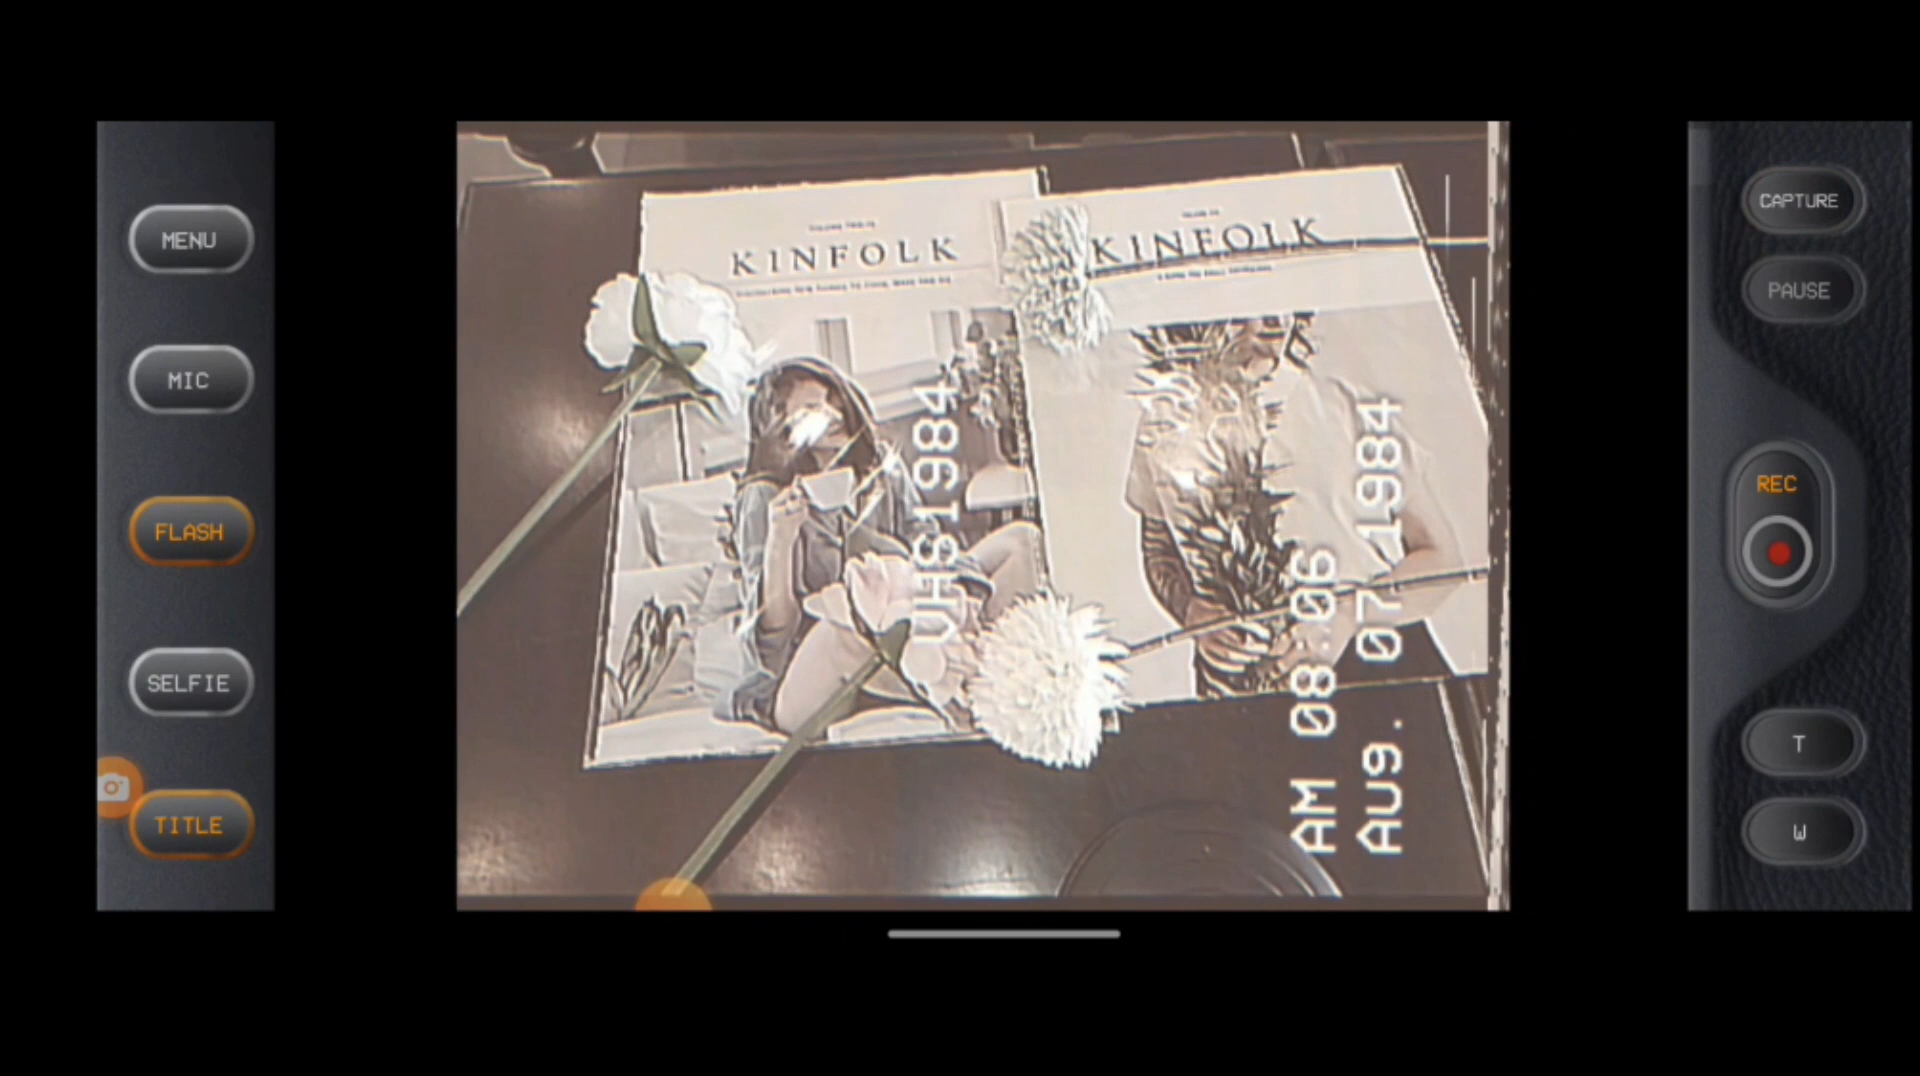 MENU
MIC
FLASH
SELFIE
TITLE
KINFOLK
KINFOLK
VHS1984
AM 08:06
AUG. 07 1984
CAPTURE
PAUSE
REC
T
W